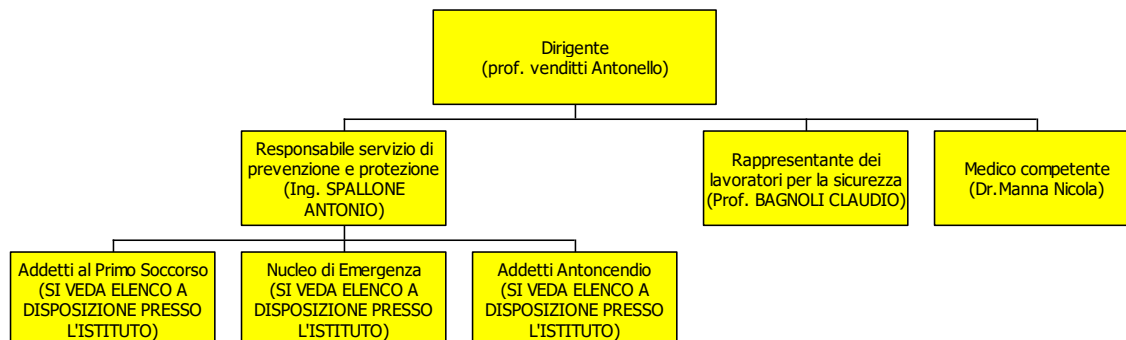 Dirigente
(prof. venditti Antonello)
Responsabile servizio di
prevenzione e protezione
(Ing. SPALLONE
ANTONIO)
Rappresentante dei
lavoratori per la sicurezza
(Prof. BAGNOLI CLAUDIO)
Medico competente
(Dr.Manna Nicola)
Addetti al Primo Soccorso
(SI VEDA ELENCO A
DISPOSIZIONE PRESSO
L'ISTITUTO)
Nucleo di Emergenza
(SI VEDA ELENCO A
DISPOSIZIONE PRESSO
L'ISTITUTO)
Addetti Antoncendio
(SI VEDA ELENCO A
DISPOSIZIONE PRESSO
L'ISTITUTO)